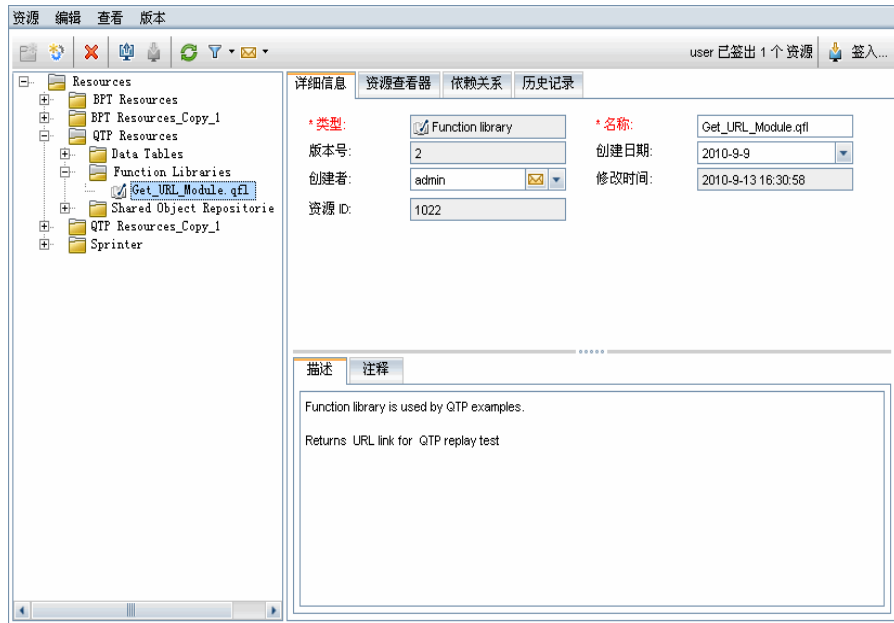 资源 编辑 查看 版本
user 已签出 1 个 资源 签入...
Resources
BPT Resources
BPT Resources_Copy_1
QTP Resources
Data Tables
Function Libraries
Get_URL_Module.qfl
Shared Object Repositorie
QTP Resources_Copy_1
Sprinter
详细信息 资源查看器 依赖关系 历史记录
*类型: Function library *名称: Get_URL_Module.qfl
版本号: 2 创建日期: 2010-9-9
创建者: admin 修改时间: 2010-9-13 16:30:58
资源 ID: 1022
描述 注释
Function library is used by QTP examples.
Returns URL link for QTP replay test